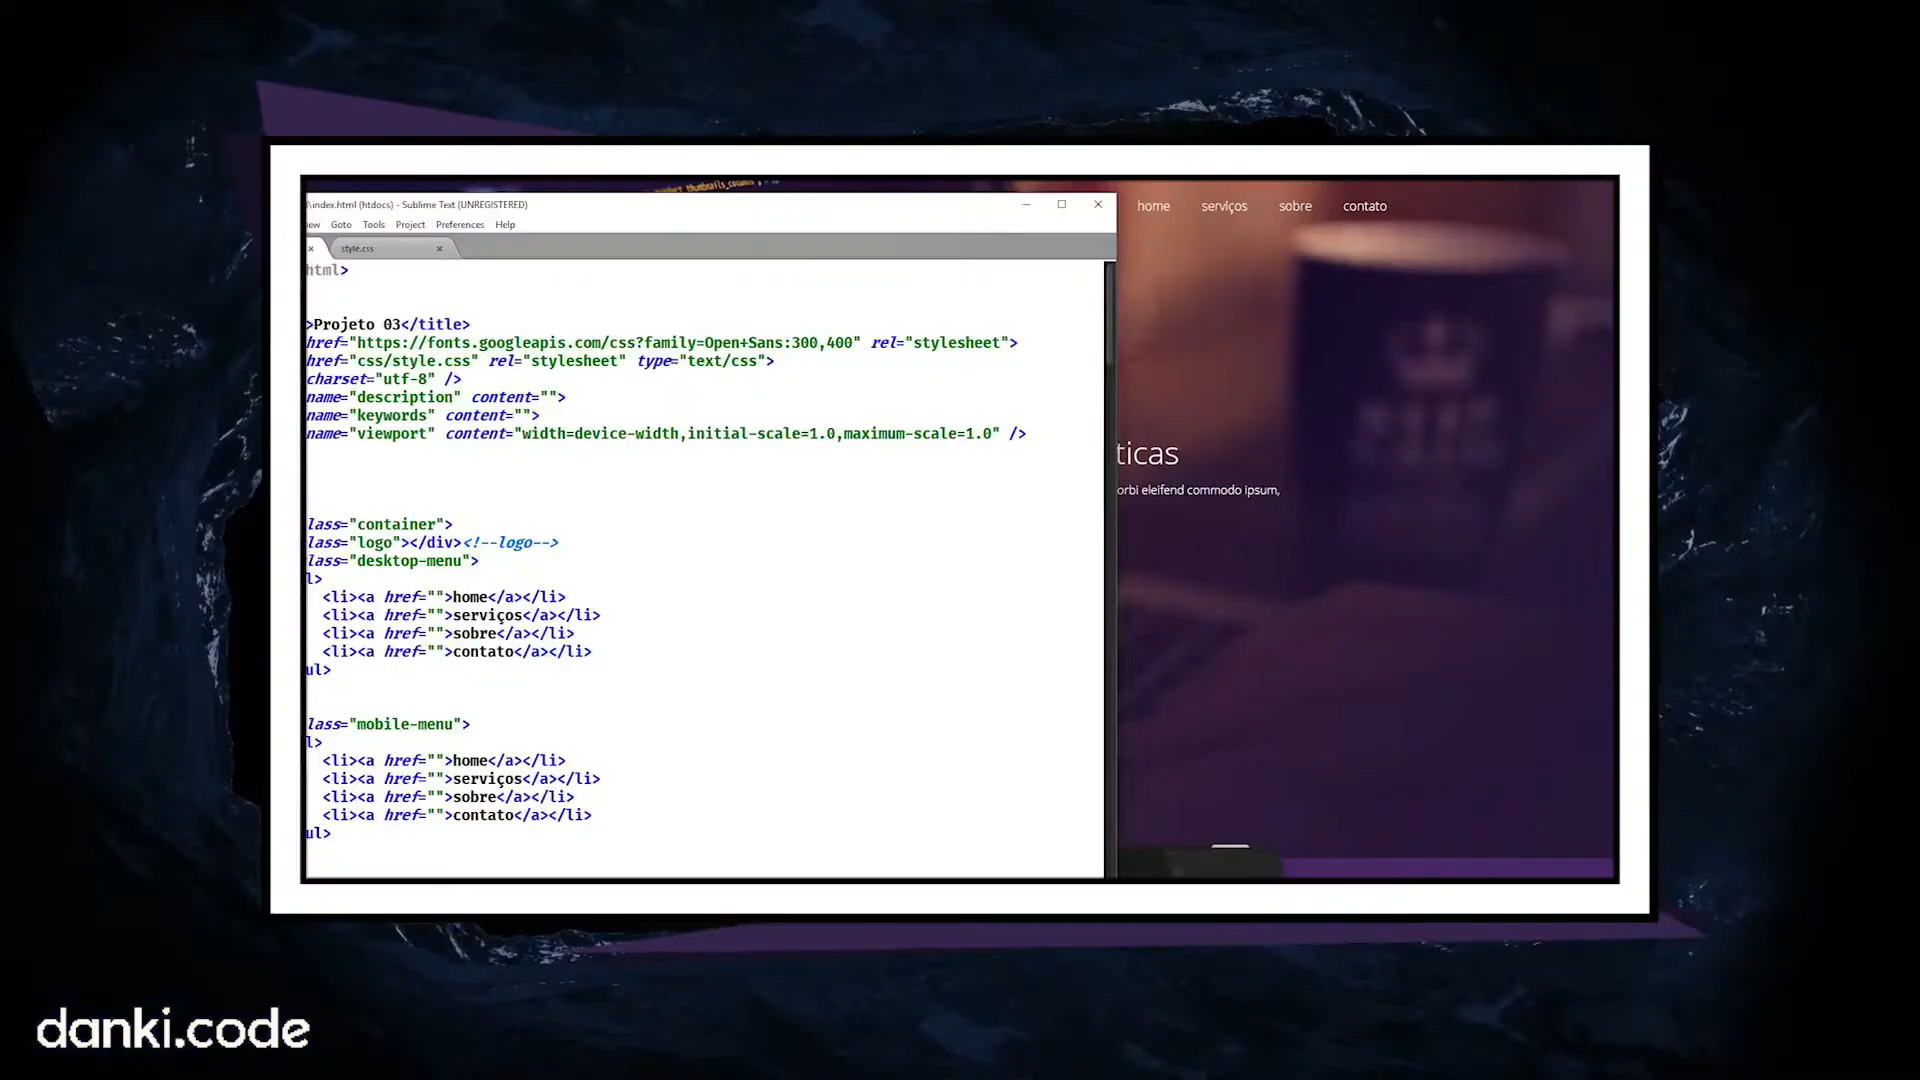 thumbnails_column
\index.html (htdocs) - Sublime Text (UNREGISTERED)
home serviços sobre contato
ew Goto Tools Project Preferences Help
style.css
html>
>Projeto 03</title>
href="https://fonts.googleapis.com/css?family=Open+Sans:300,400" rel="stylesheet">
href="css/style.css" rel="stylesheet" type="text/css">
charset="utf-8" />
name="description" content="">
name="keywords" content="">
name="viewport" content="width=device-width,initial-scale=1.0,maximum-scale=1.0" />
ticas
orbi eleifend commodo ipsum,
lass="container">
lass="logo"></div><!--logo-->
lass="desktop-menu">
l>
<li><a href="">home</a></li>
<li><a href="">serviços</a></li>
<li><a href="">sobre</a></li>
<li><a href="">contato</a></li>
ul>
lass="mobile-menu">
l>
<li><a href="">home</a></li>
<li><a href="">serviços</a></li>
<li><a href="">sobre</a></li>
<li><a href="">contato</a></li>
ul>
danki.code